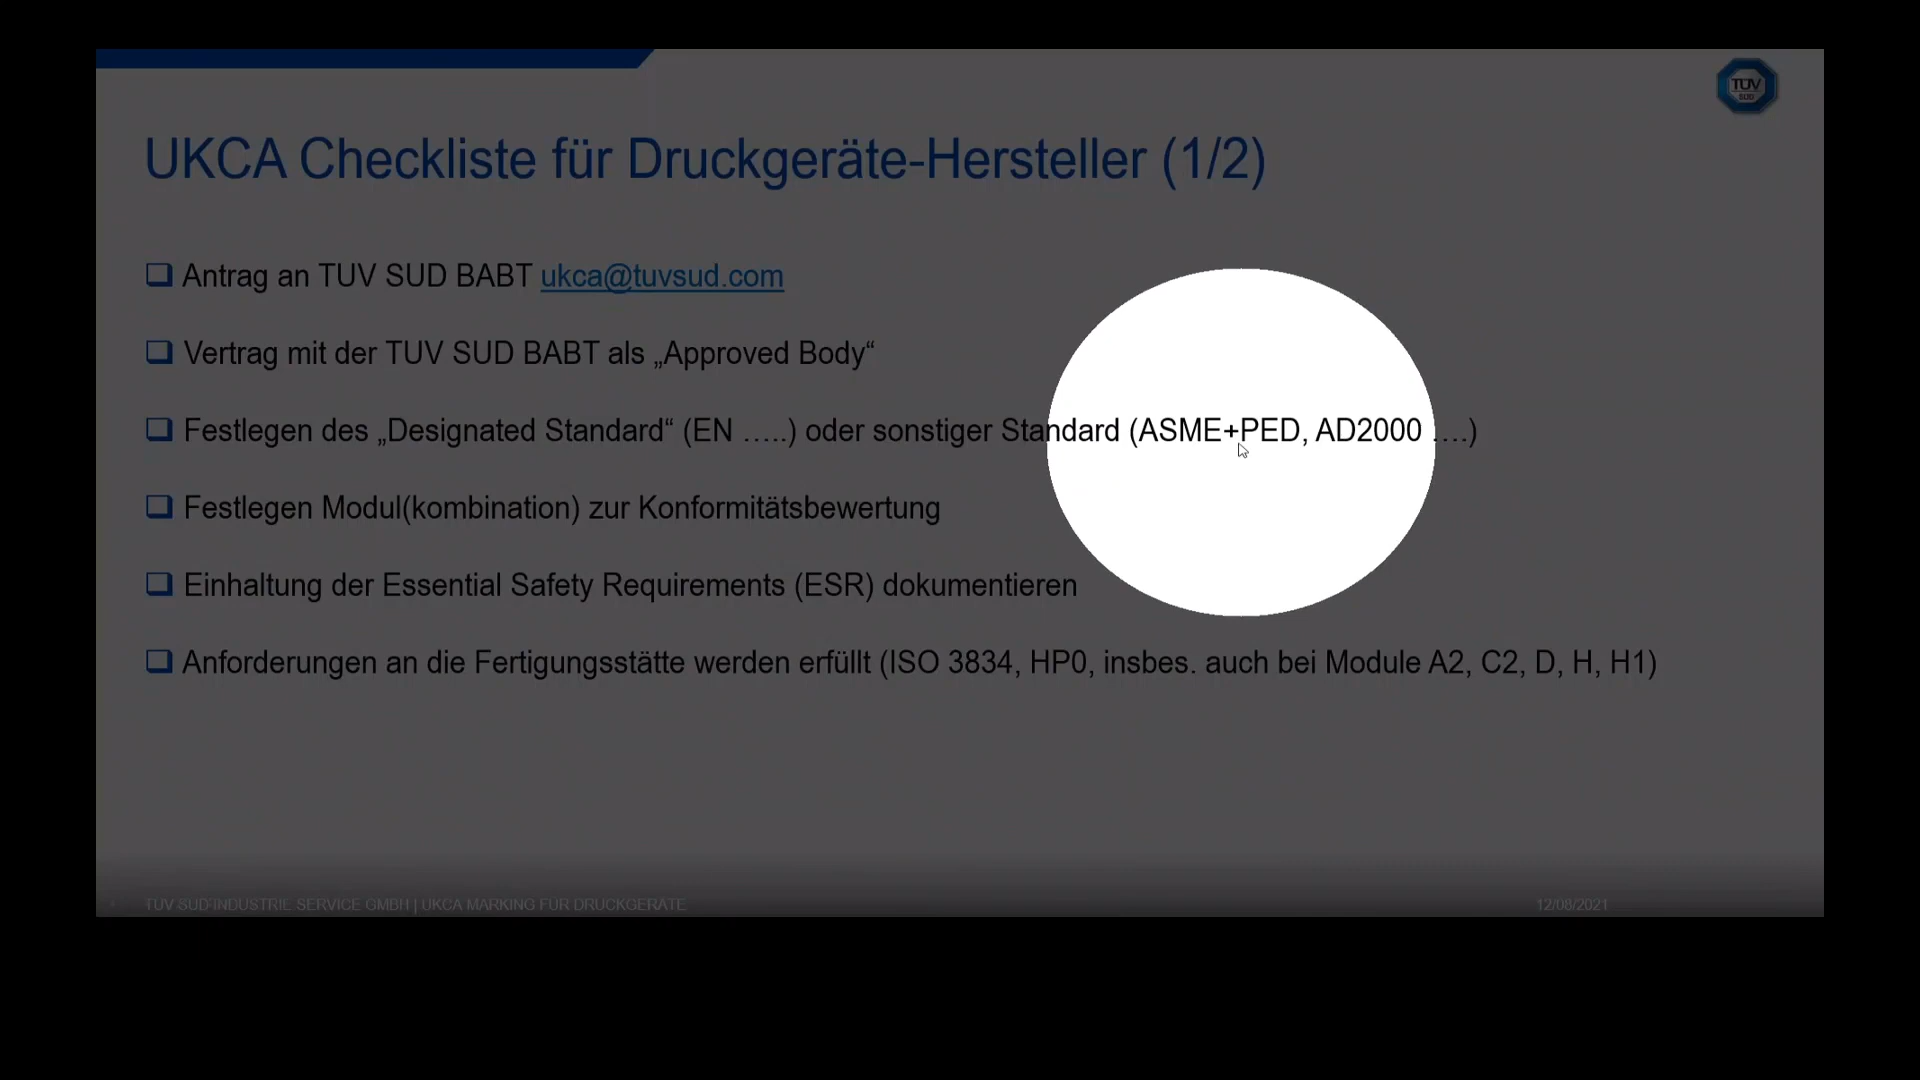 TÜV
SÜD
UKCA Checkliste für Druckgeräte-Hersteller (1/2)
Antrag an TUV SUD BABT ukca@tuvsud.com
Vertrag mit der TUV SUD BABT als „Approved Body“
Festlegen des „Designated Standard“ (EN …..) oder sonstiger Standard (ASME+PED, AD2000 ….)
Festlegen Modul(kombination) zur Konformitätsbewertung
Einhaltung der Essential Safety Requirements (ESR) dokumentieren
Anforderungen an die Fertigungsstätte werden erfüllt (ISO 3834, HP0, insbes. auch bei Module A2, C2, D, H, H1)
TÜV SÜD INDUSTRIE SERVICE GMBH | UKCA MARKING FÜR DRUCKGERÄTE
12/08/2021